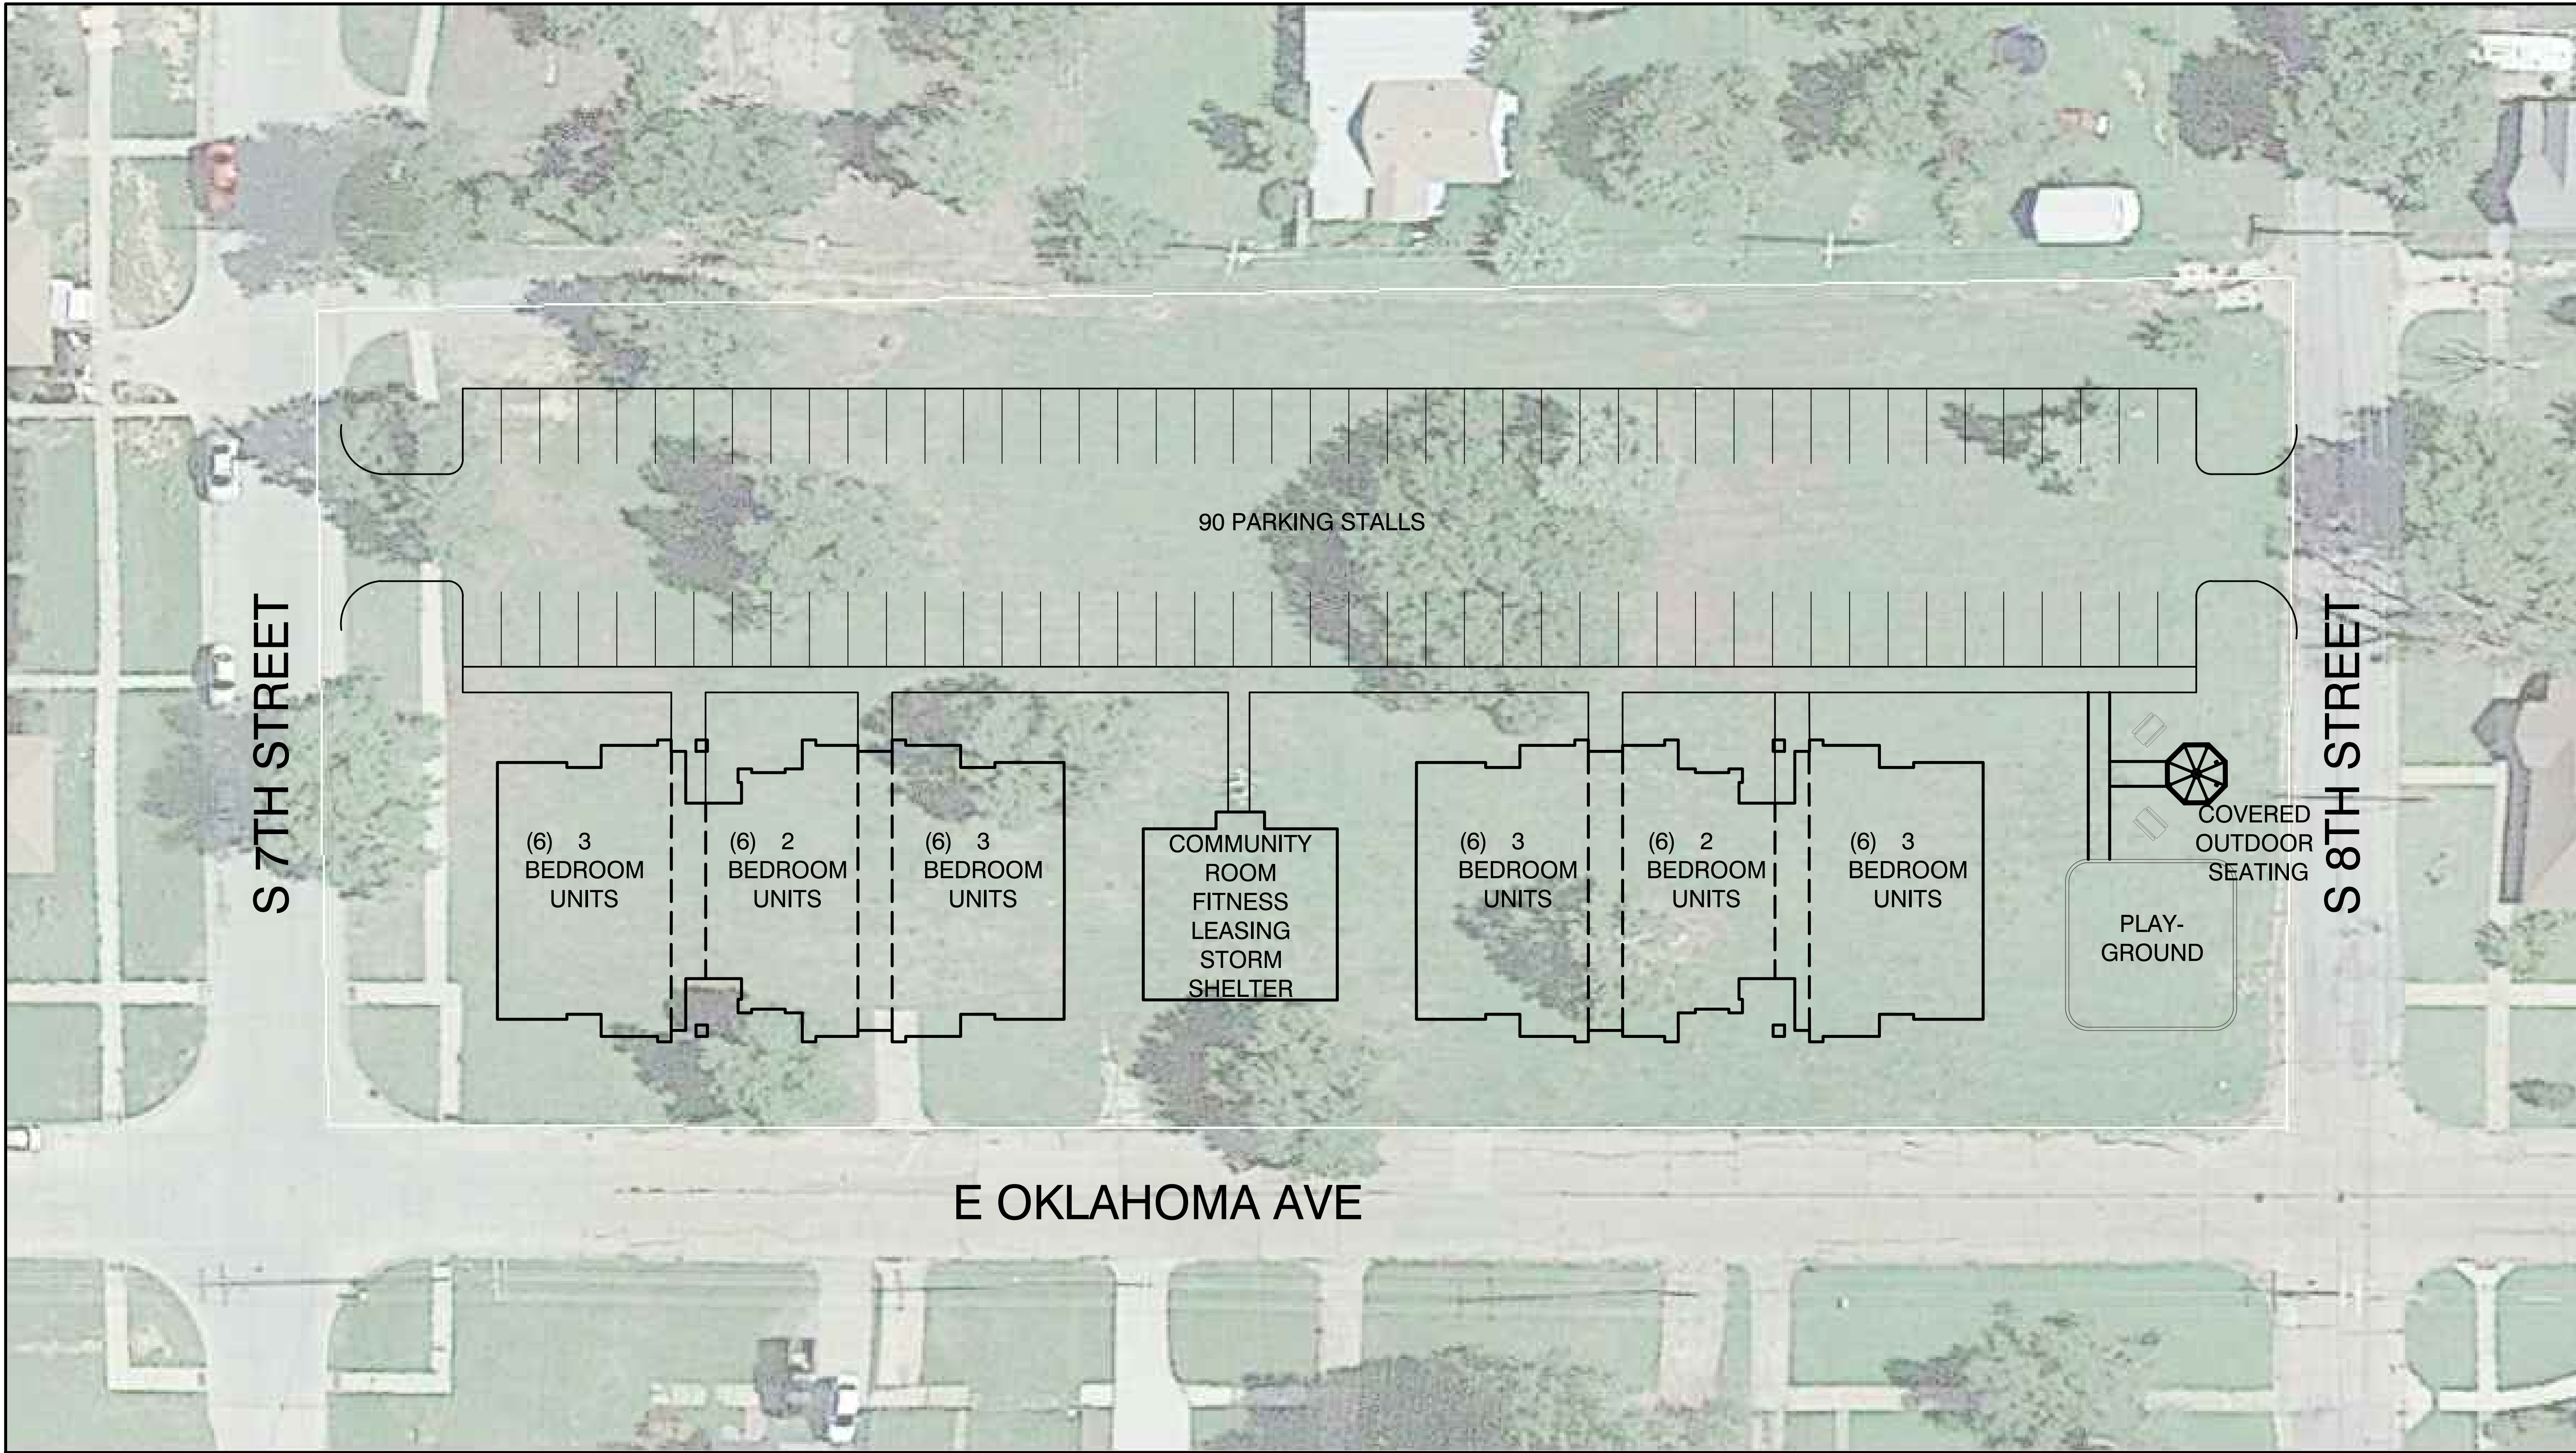 90 PARKING STALLS
S 7TH STREET
S 8TH STREET
(6) 3
BEDROOM
UNITS
(6) 2
BEDROOM
UNITS
(6) 3
BEDROOM
UNITS
COMMUNITY
ROOM
FITNESS
LEASING
STORM
SHELTER
(6) 3
BEDROOM
UNITS
(6) 2
BEDROOM
UNITS
(6) 3
BEDROOM
UNITS
COVERED
OUTDOOR
SEATING
PLAY-
GROUND
E OKLAHOMA AVE